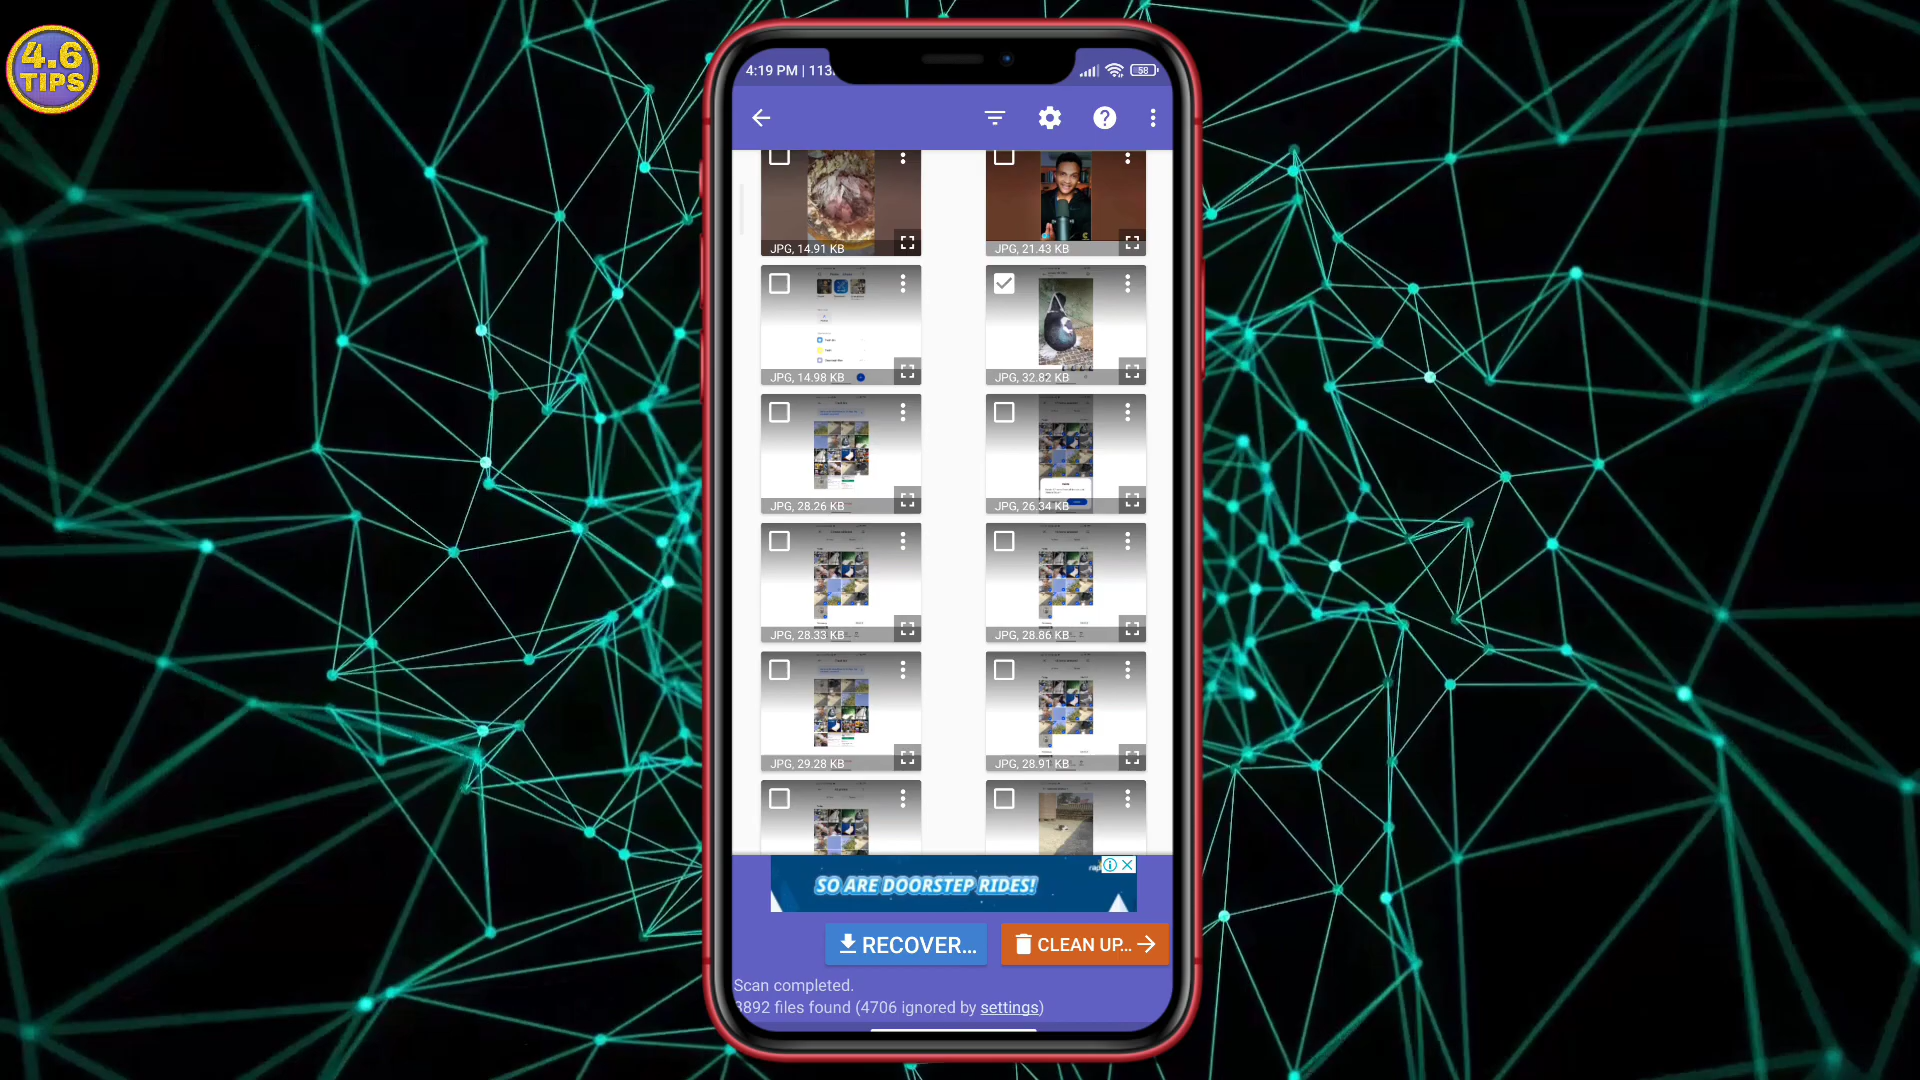 4.6
TIPS
4:19 PM | 113
58
JPG, 14.91 KB
JPG, 21.43 KB
JPG, 14.98 KB
JPG, 32.82 KB
JPG, 28.26 KB
JPG, 26.34 KB
JPG, 28.33 KB
JPG, 28.86 KB
JPG, 29.28 KB
JPG, 28.91 KB
SO ARE DOORSTEP RIDES!
RECOVER...
CLEAN UP...
Scan completed.
3892 files found (4706 ignored by settings)